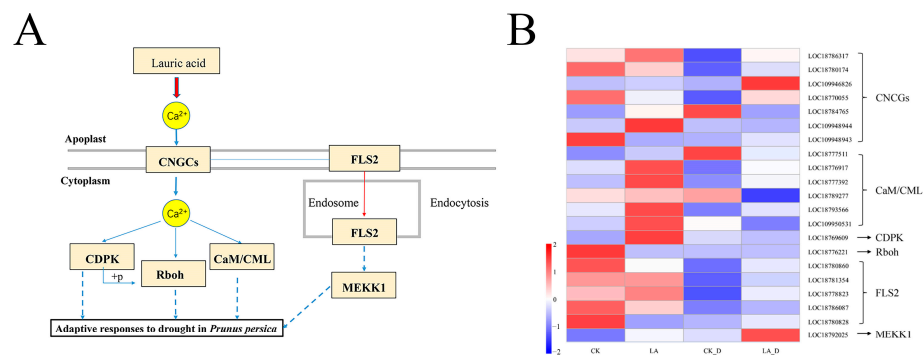 A
Lauric acid
Ca2+
Apoplast
CNGCs
FLS2
Cytoplasm
Endosome
Endocytosis
Ca2+
FLS2
CDPK
CaM/CML
+p
Rboh
MEKK1
Adaptive responses to drought in Prunus persica
B
LOC18786317
LOC18780174
LOC109946826
LOC18770055
LOC18784765
LOC109948944
LOC109948943
LOC18777511
LOC18776917
LOC18777392
LOC18789277
LOC18793566
LOC109950531
LOC18769609
LOC18776221
LOC18780860
LOC18781354
LOC18778823
LOC18786087
LOC18780828
LOC18792025
CNCGs
CaM/CML
CDPK
Rboh
FLS2
MEKK1
2
1
0
-1
-2
CK LA CK_D LA_D